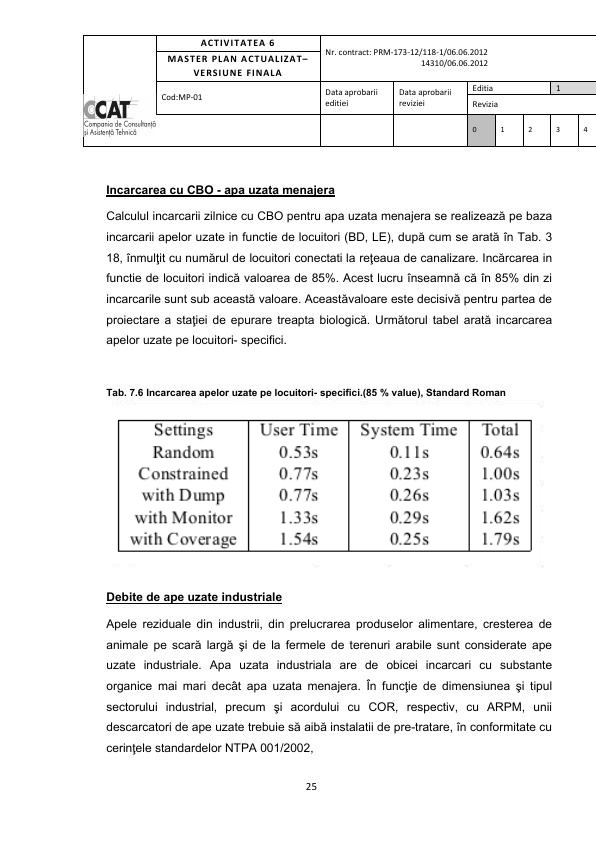 ACTIVITATEA 6
MASTER PLAN ACTUALIZAT–
VERSIUNE FINALA
Nr. contract: PRM-173-12/118-1/06.06.2012
14310/06.06.2012
CCAT
Compania de Consultanță
și Asistență Tehnică
Cod:MP-01
Data aprobarii
editiei
Data aprobarii
reviziei
Editia 1
Revizia
0 1 2 3 4
Incarcarea cu CBO - apa uzata menajera
Calculul incarcarii zilnice cu CBO pentru apa uzata menajera se realizează pe baza
incarcarii apelor uzate in functie de locuitori (BD, LE), după cum se arată în Tab. 3
18, înmulţit cu numărul de locuitori conectati la reţeaua de canalizare. Incărcarea in
functie de locuitori indică valoarea de 85%. Acest lucru înseamnă că în 85% din zi
incarcarile sunt sub această valoare. Aceastăvaloare este decisivă pentru partea de
proiectare a staţiei de epurare treapta biologică. Următorul tabel arată incarcarea
apelor uzate pe locuitori- specifici.
Tab. 7.6 Incarcarea apelor uzate pe locuitori- specifici.(85 % value), Standard Roman
Settings User Time System Time Total
Random 0.53s 0.11s 0.64s
Constrained 0.77s 0.23s 1.00s
with Dump 0.77s 0.26s 1.03s
with Monitor 1.33s 0.29s 1.62s
with Coverage 1.54s 0.25s 1.79s
Debite de ape uzate industriale
Apele reziduale din industrii, din prelucrarea produselor alimentare, cresterea de
animale pe scară largă şi de la fermele de terenuri arabile sunt considerate ape
uzate industriale. Apa uzata industriala are de obicei incarcari cu substante
organice mai mari decât apa uzata menajera. În funcţie de dimensiunea şi tipul
sectorului industrial, precum şi acordului cu COR, respectiv, cu ARPM, unii
descarcatori de ape uzate trebuie să aibă instalatii de pre-tratare, în conformitate cu
cerinţele standardelor NTPA 001/2002,
25